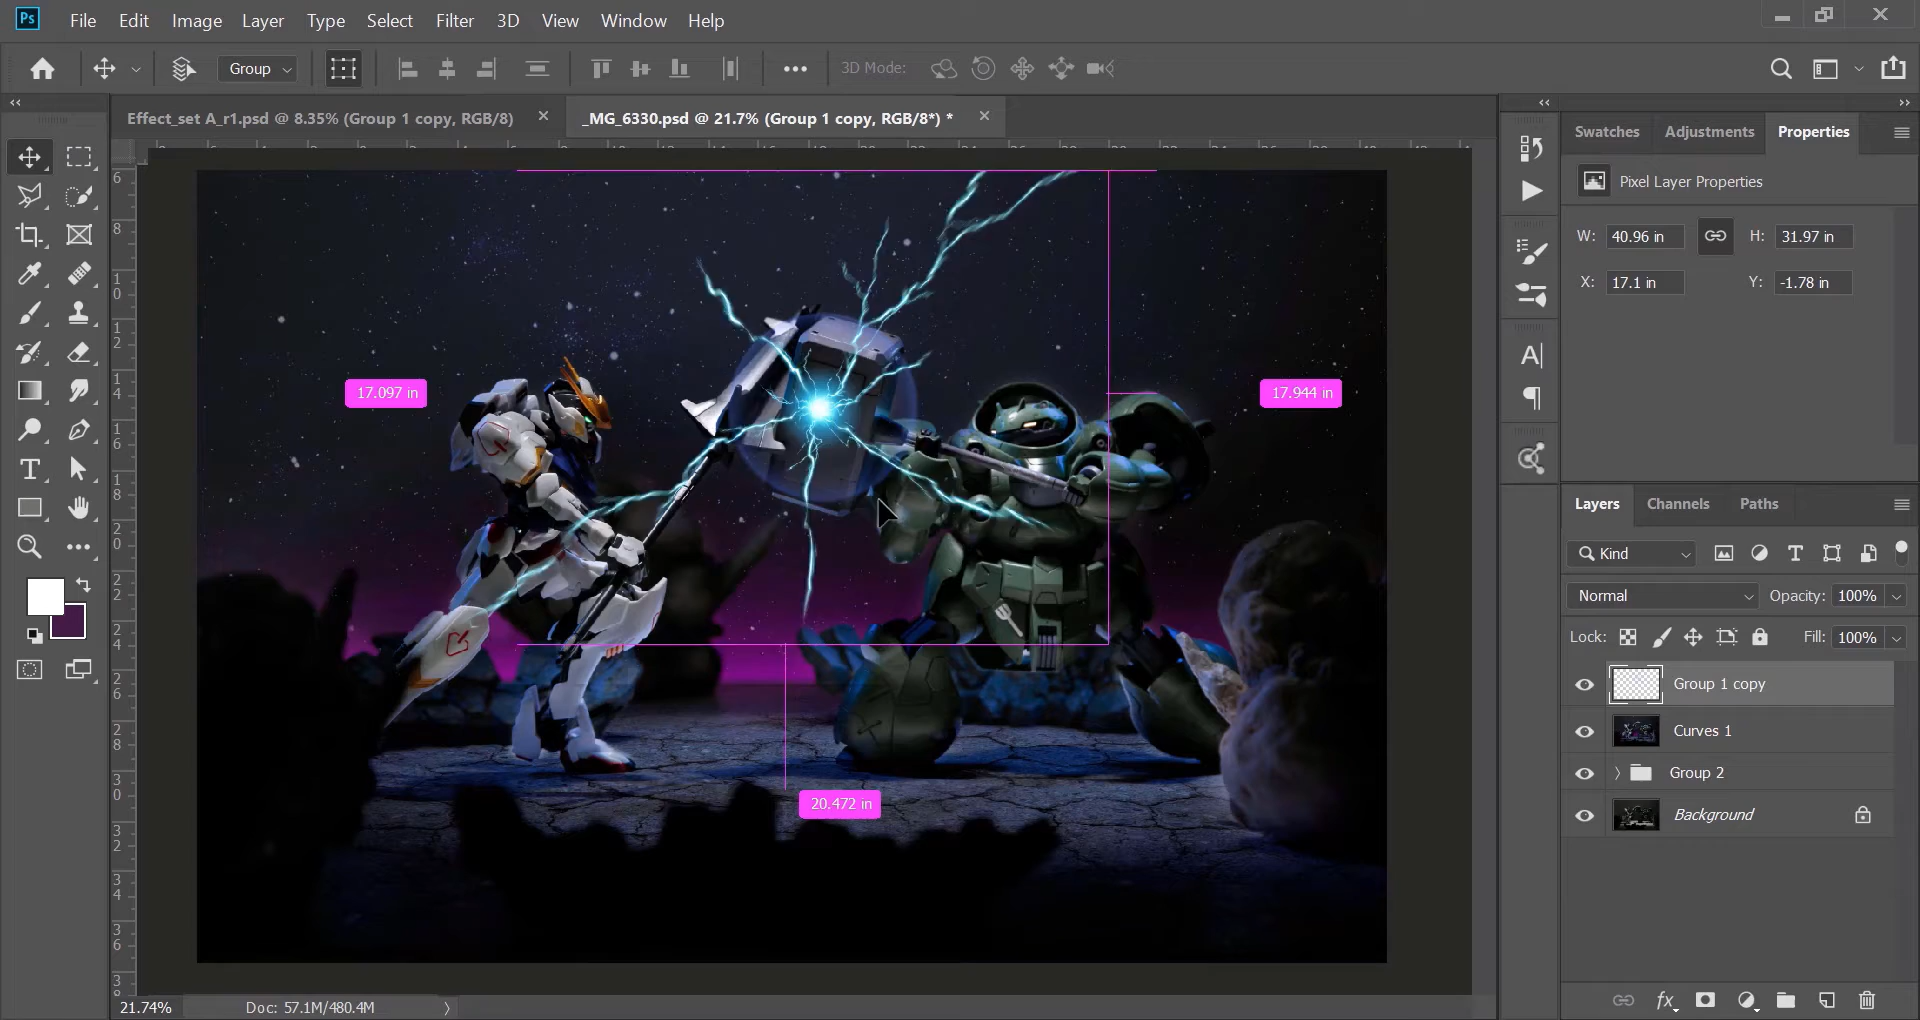 Ps File Edit Image Layer Type Select Filter 3D View Window Help
Group 3D Mode:
Effect_set A_r1.psd @ 8.35% (Group 1 copy, RGB/8)
_MG_6330.psd @ 21.7% (Group 1 copy, RGB/8*) *
Swatches Adjustments Properties
Pixel Layer Properties
W: 40.96 in H: 31.97 in
X: 17.1 in Y: -1.78 in
17.097 in
17.944 in
20.472 in
Layers Channels Paths
Kind
Normal Opacity: 100%
Lock: Fill: 100%
Group 1 copy
Curves 1
Group 2
Background
21.74% Doc: 57.1M/480.4M